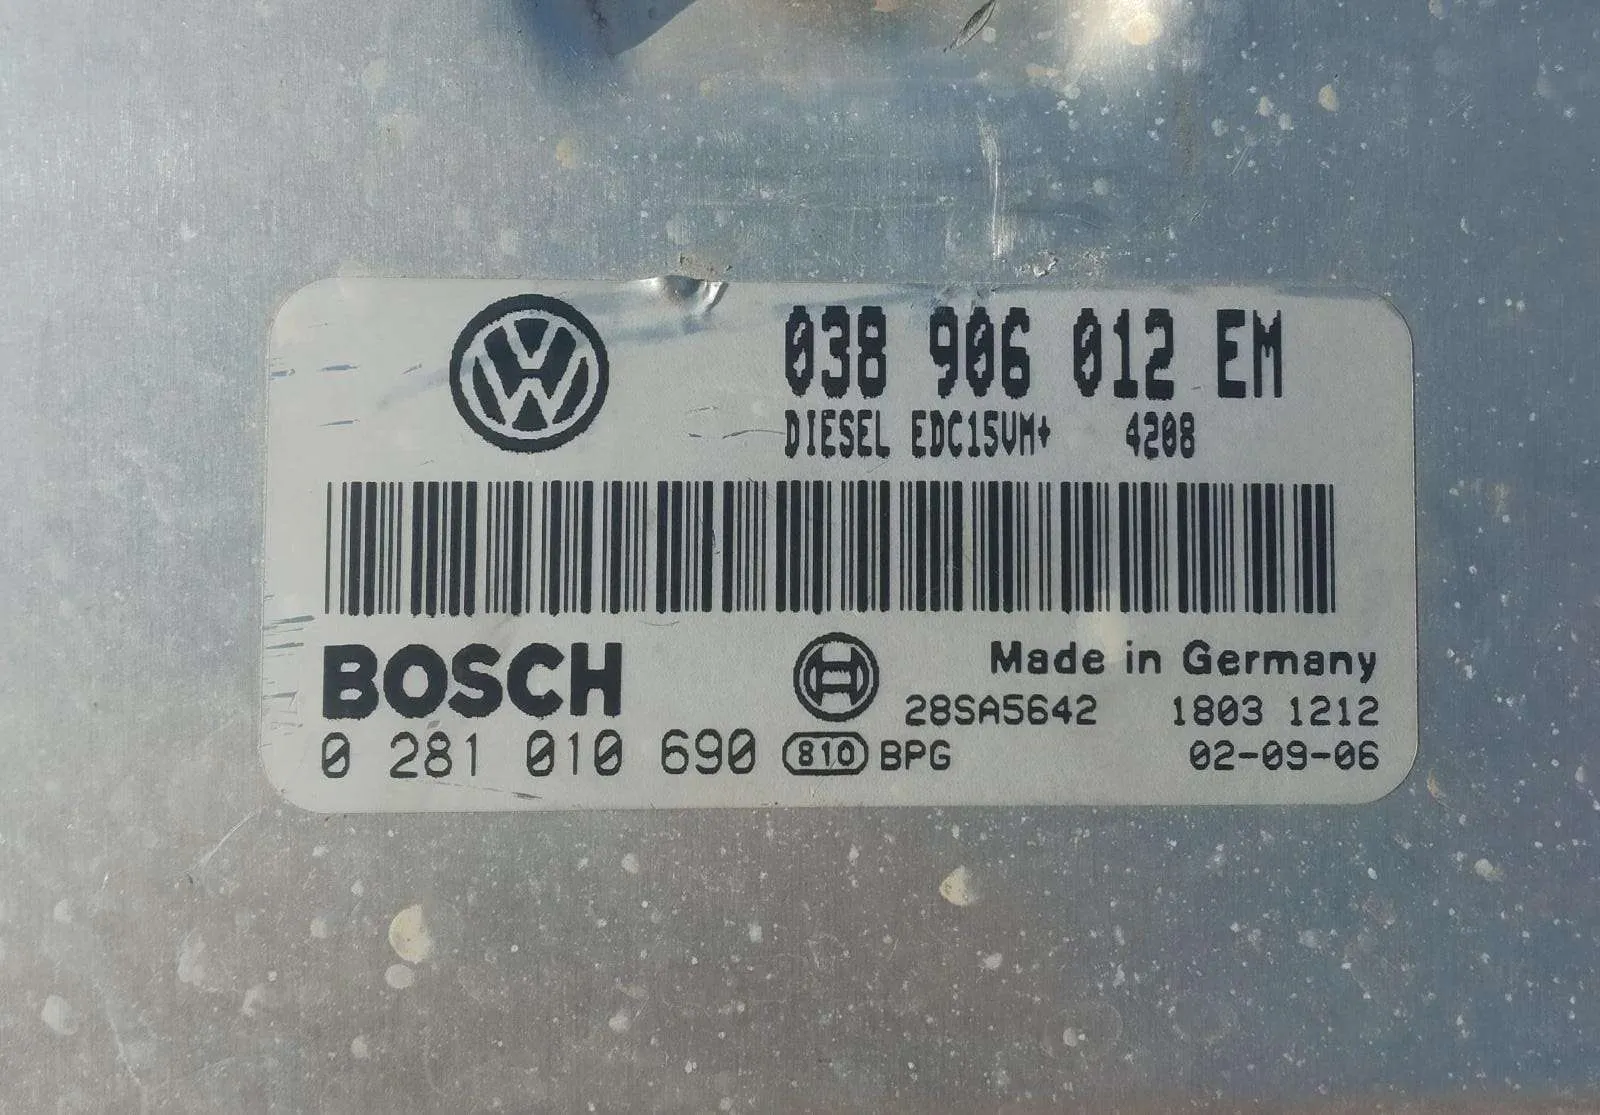 038 906 012 EM
DIESEL EDC15VM+ 4208
BOSCH
Made in Germany
28SA5642 1803 1212
0 281 010 690 810 BPG 02-09-06